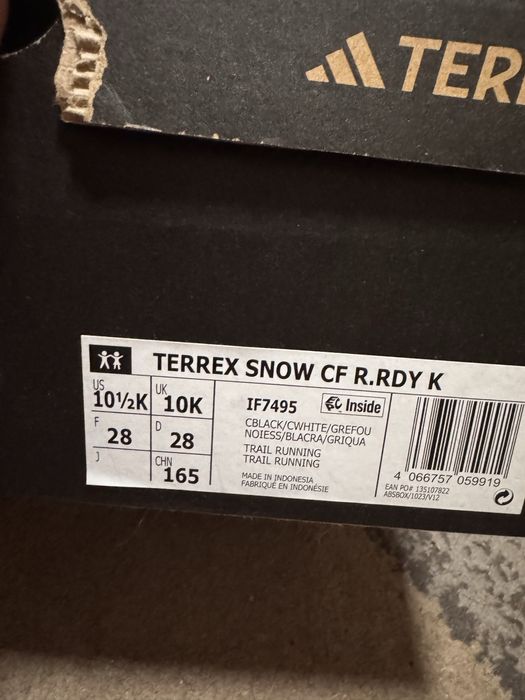 TERR
TERREX SNOW CF R.RDY K
US
10½K
UK
10K
F
28
D
28
J
CHN
165
IF7495
Inside
CBLACK/CWHITE/GREFOU
NOIESS/BLACRA/GRIQUA
TRAIL RUNNING
TRAIL RUNNING
MADE IN INDONESIA
FABRIQUÉ EN INDONÉSIE
4 066757 059919
EAN PO# 135107822
ABSBOX/1023/V12